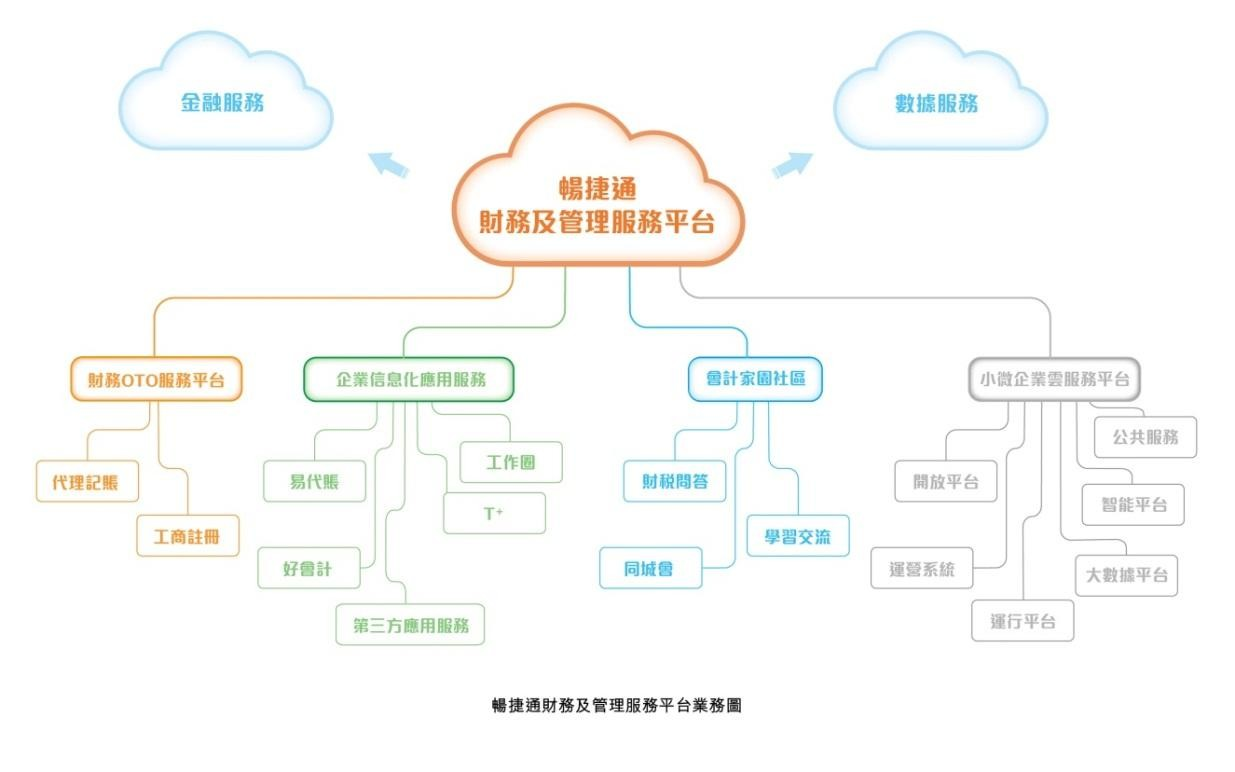 金融服務
數據服務
暢捷通
財務及管理服務平台
財務OTO服務平台
企業信息化應用服務
會計家園社區
小微企業雲服務平台
代理記賬
工商註冊
易代賬
工作圈
T+
好會計
第三方應用服務
財稅問答
學習交流
同城會
公共服務
開放平台
智能平台
運營系統
大數據平台
運行平台
暢捷通財務及管理服務平台業務圖